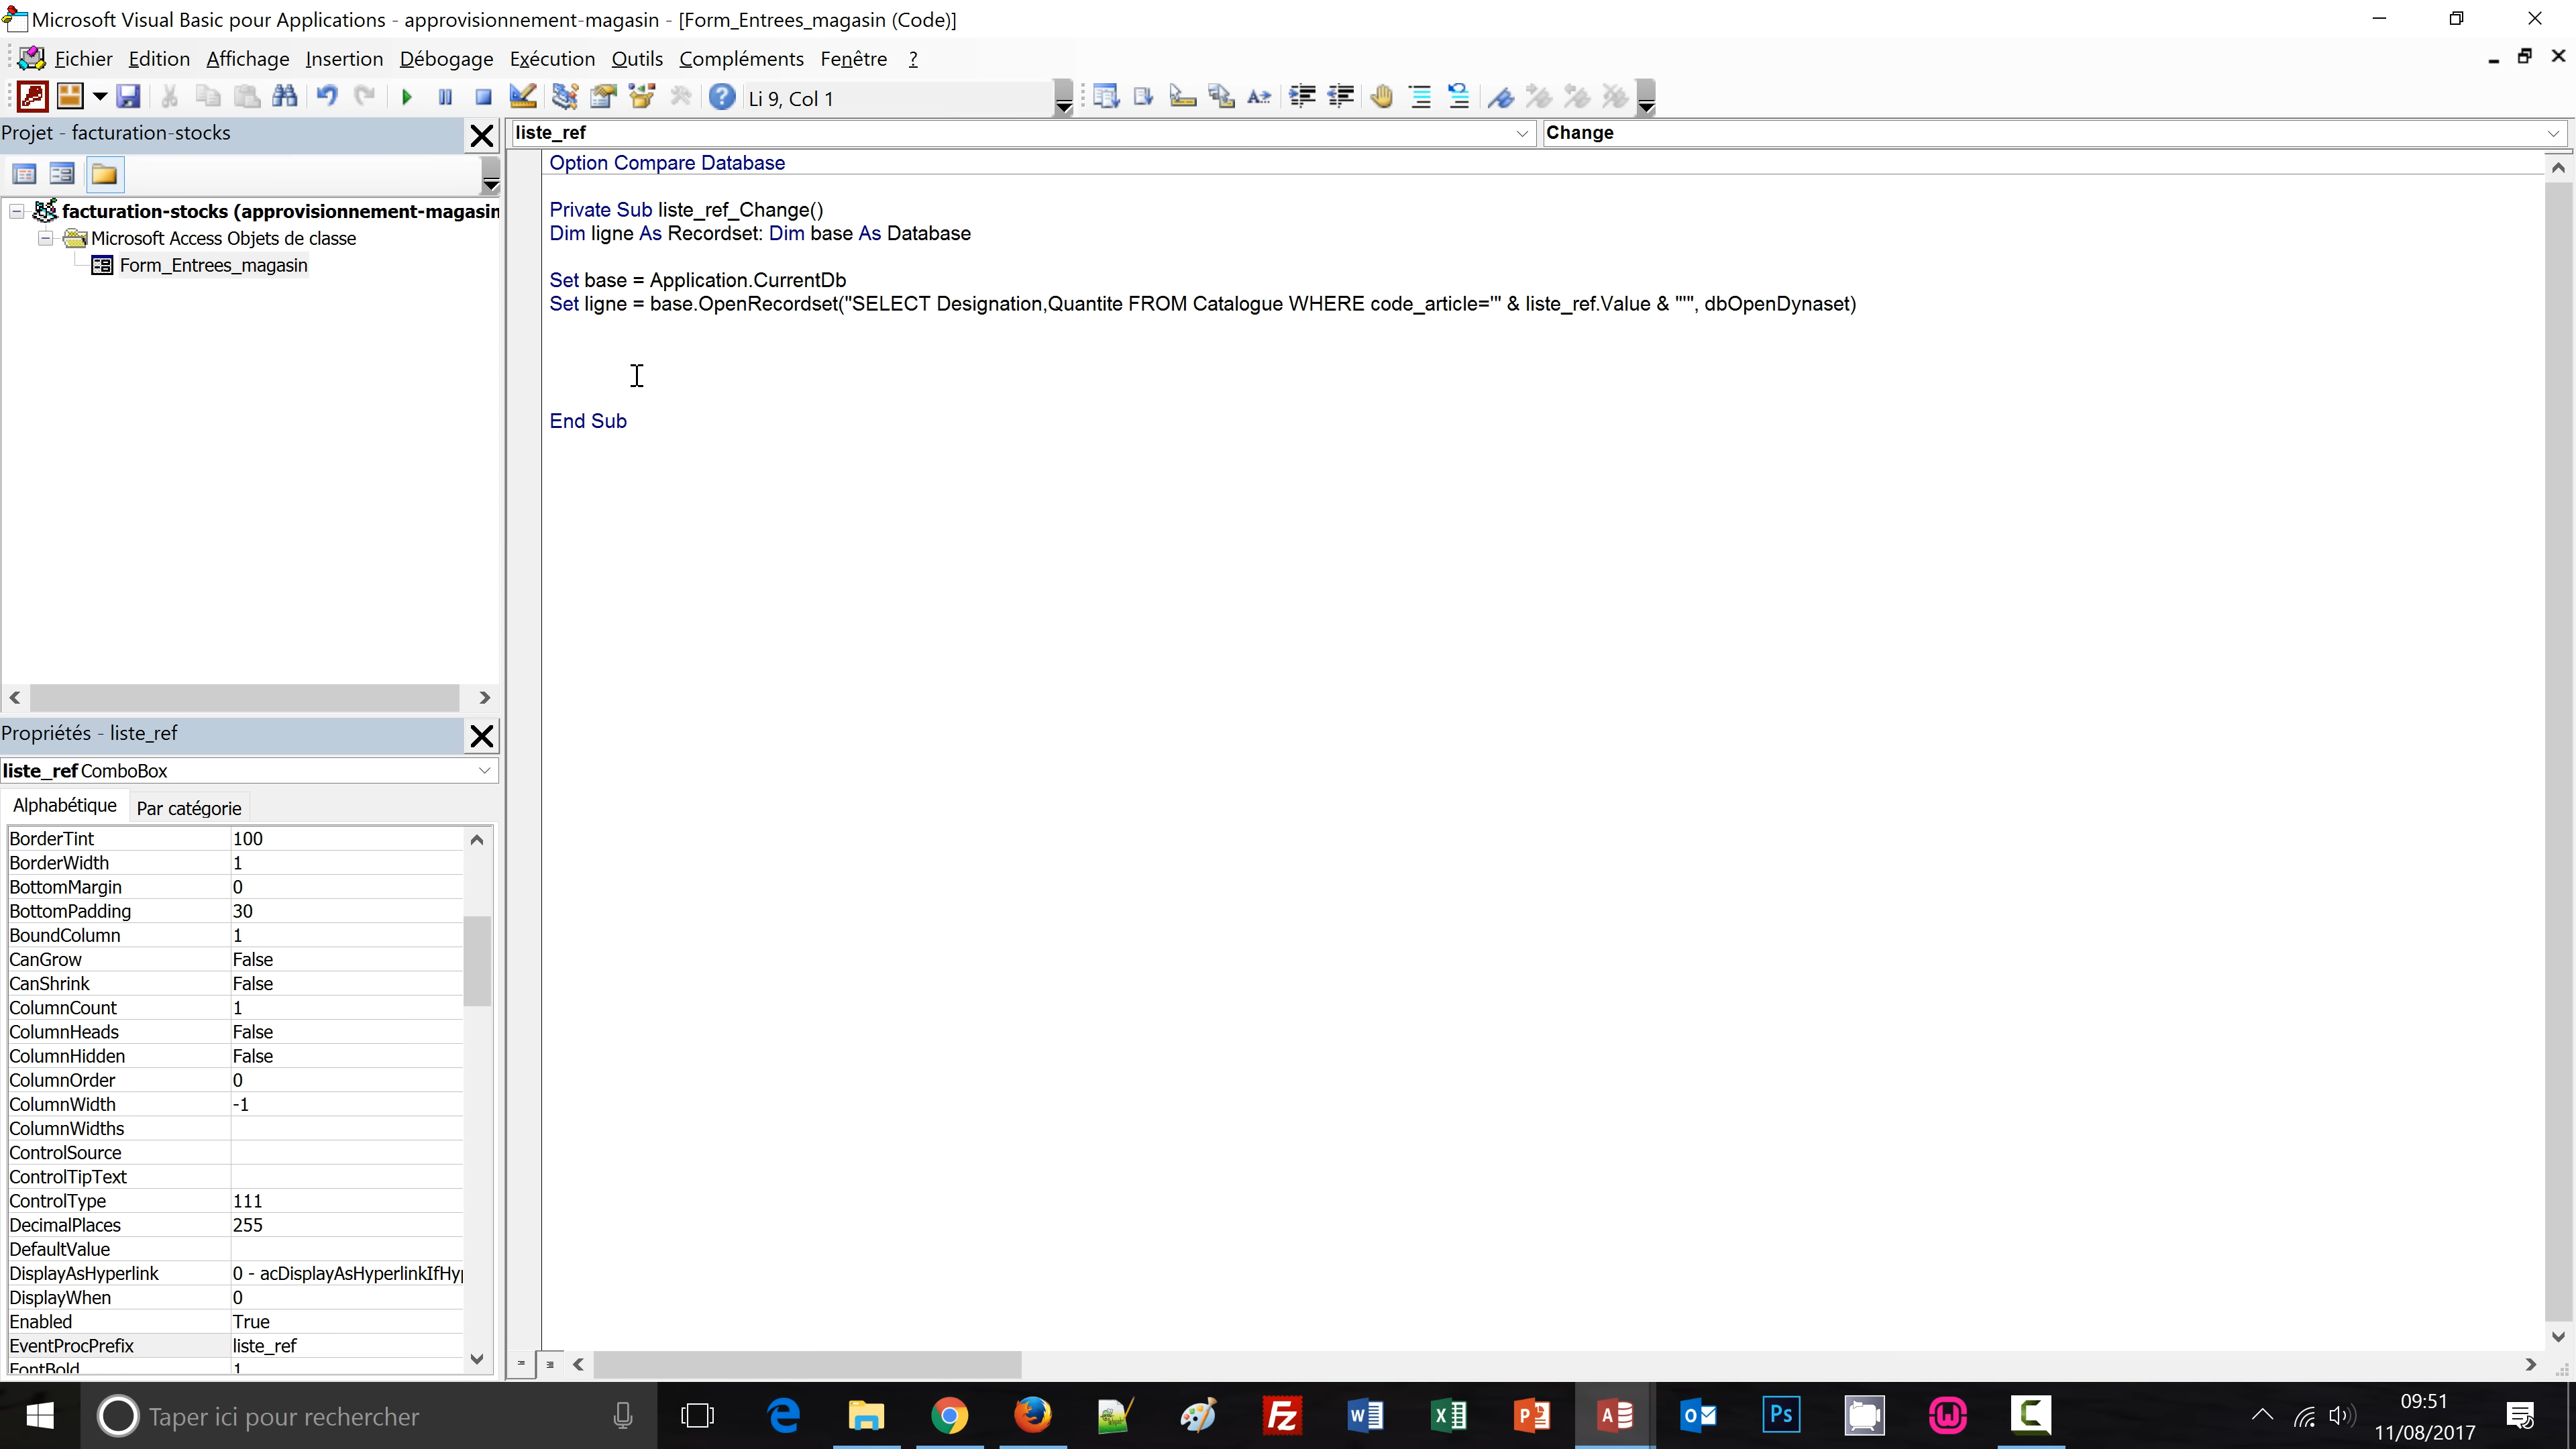 Microsoft Visual Basic pour Applications - approvisionnement-magasin - [Form_Entrees_magasin (Code)]
Fichier Edition Affichage Insertion Débogage Exécution Outils Compléments Fenêtre ?
Li 9, Col 1
Projet - facturation-stocks
facturation-stocks (approvisionnement-magasin
Microsoft Access Objets de classe
Form_Entrees_magasin
liste_ref
Change
Option Compare Database
Private Sub liste_ref_Change()
Dim ligne As Recordset: Dim base As Database
Set base = Application.CurrentDb
Set ligne = base.OpenRecordset("SELECT Designation,Quantite FROM Catalogue WHERE code_article='" & liste_ref.Value & "'", dbOpenDynaset)
End Sub
Propriétés - liste_ref
liste_ref ComboBox
Alphabétique Par catégorie
BorderTint 100
BorderWidth 1
BottomMargin 0
BottomPadding 30
BoundColumn 1
CanGrow False
CanShrink False
ColumnCount 1
ColumnHeads False
ColumnHidden False
ColumnOrder 0
ColumnWidth -1
ColumnWidths
ControlSource
ControlTipText
ControlType 111
DecimalPlaces 255
DefaultValue
DisplayAsHyperlink 0 - acDisplayAsHyperlinkIfHyp
DisplayWhen 0
Enabled True
EventProcPrefix liste_ref
FontBold 1
Taper ici pour rechercher
09:51
11/08/2017